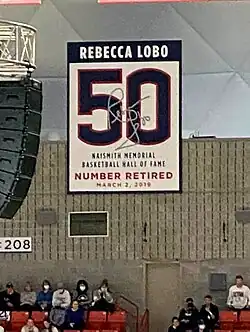 REBECCA LOBO
50
NAISMITH MEMORIAL
BASKETBALL HALL OF FAME
NUMBER RETIRED
MARCH 2, 2019
208